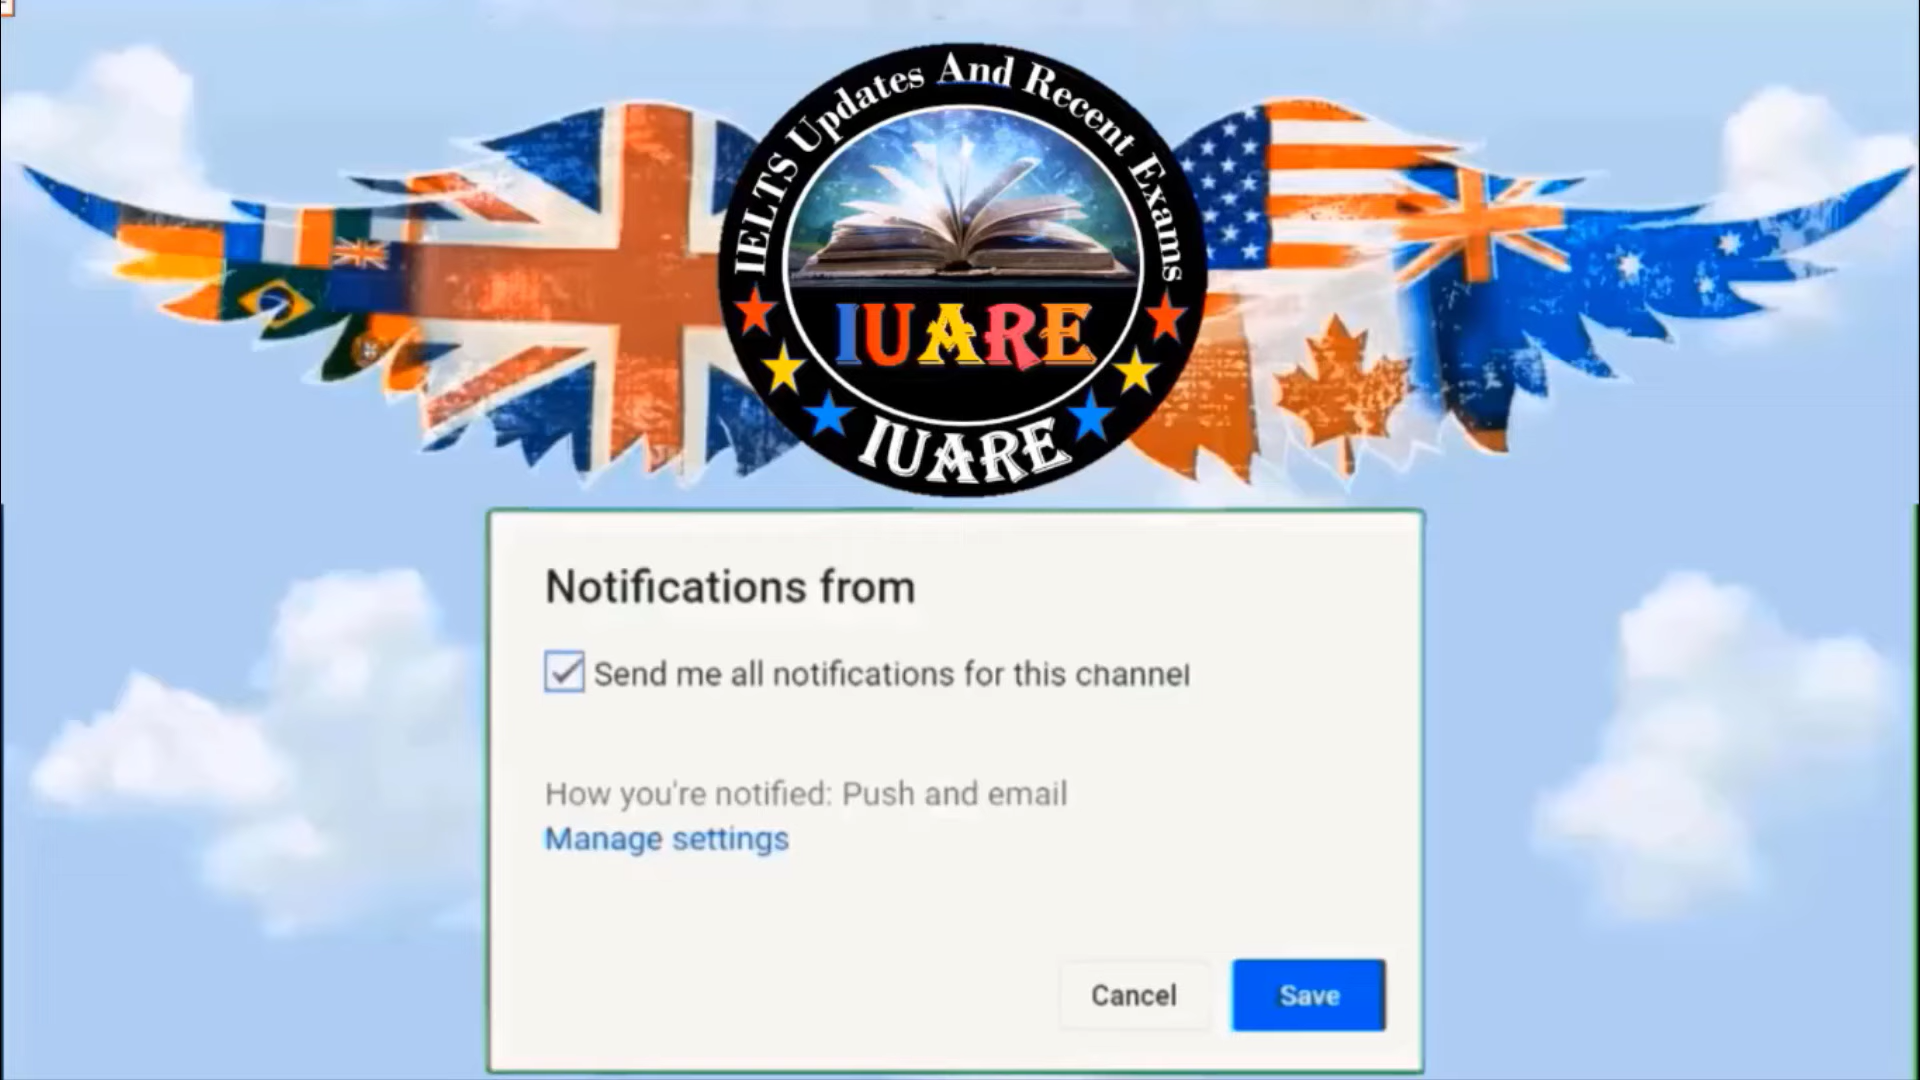 IELTS Updates And Recent Exams
IUARE
IUARE
Notifications from
Send me all notifications for this channel
How you're notified: Push and email
Manage settings
Cancel
Save